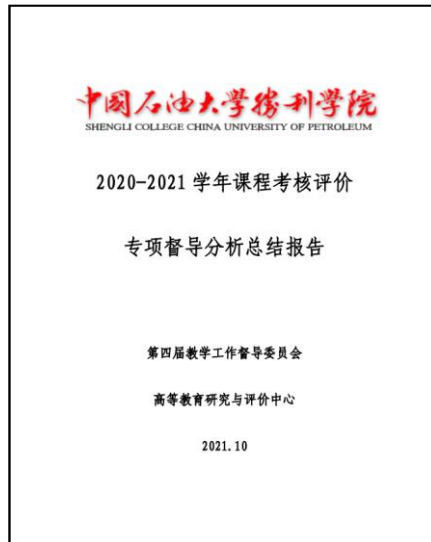 中国石油大学胜利学院
SHENGLI COLLEGE CHINA UNIVERSITY OF PETROLEUM
2020-2021 学年课程考核评价
专项督导分析总结报告
第四届教学工作督导委员会
高等教育研究与评价中心
2021.10